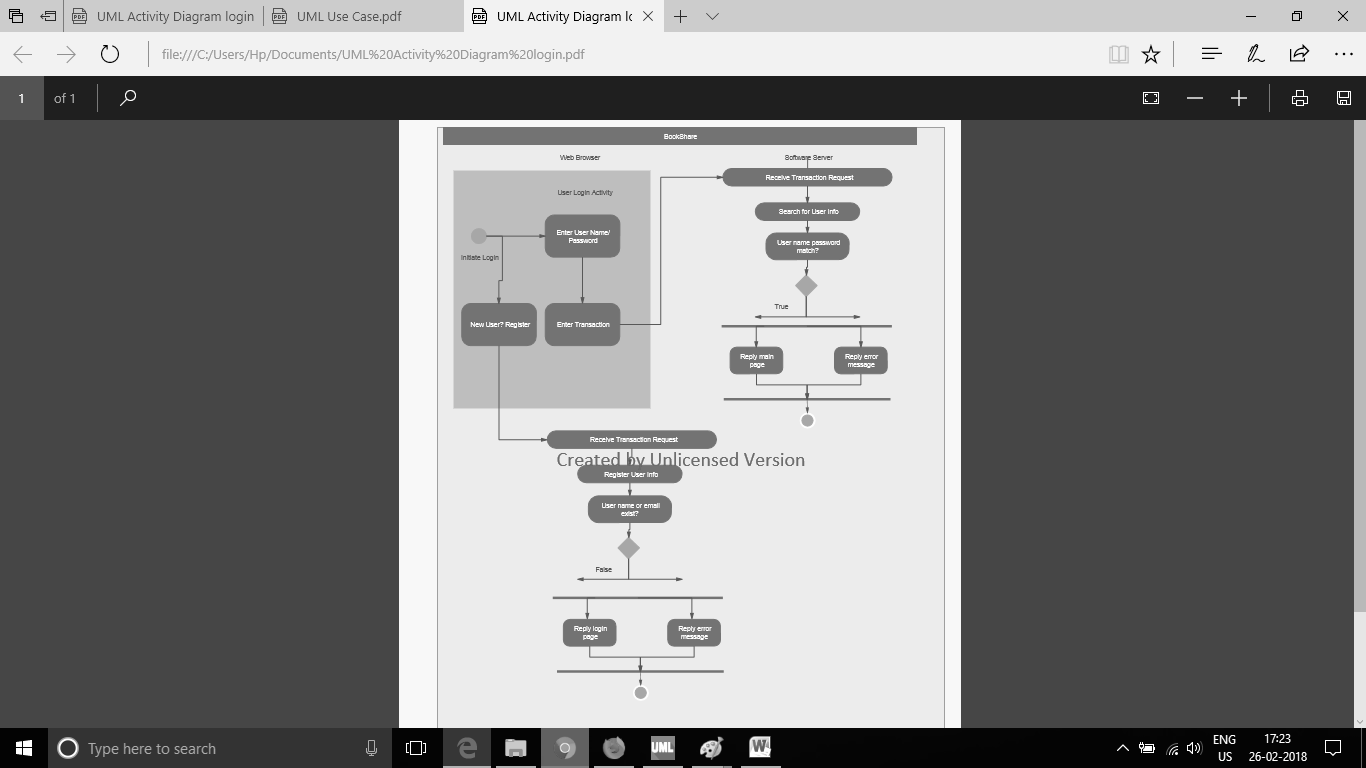 UML Activity Diagram login
UML Use Case.pdf
UML Activity Diagram lo
file:///C:/Users/Hp/Documents/UML%20Activity%20Diagram%20login.pdf
1
of 1
BookShare
Web Browser
Software Server
User Login Activity
Initiate Login
Enter User Name/
Password
New User? Register
Enter Transaction
Receive Transaction Request
Search for User Info
User name password
match?
True
Reply main
page
Reply error
message
Receive Transaction Request
Created by Unlicensed Version
Register User Info
User name or email
exist?
False
Reply login
page
Reply error
message
Type here to search
UML
W
ENG
US
17:23
26-02-2018